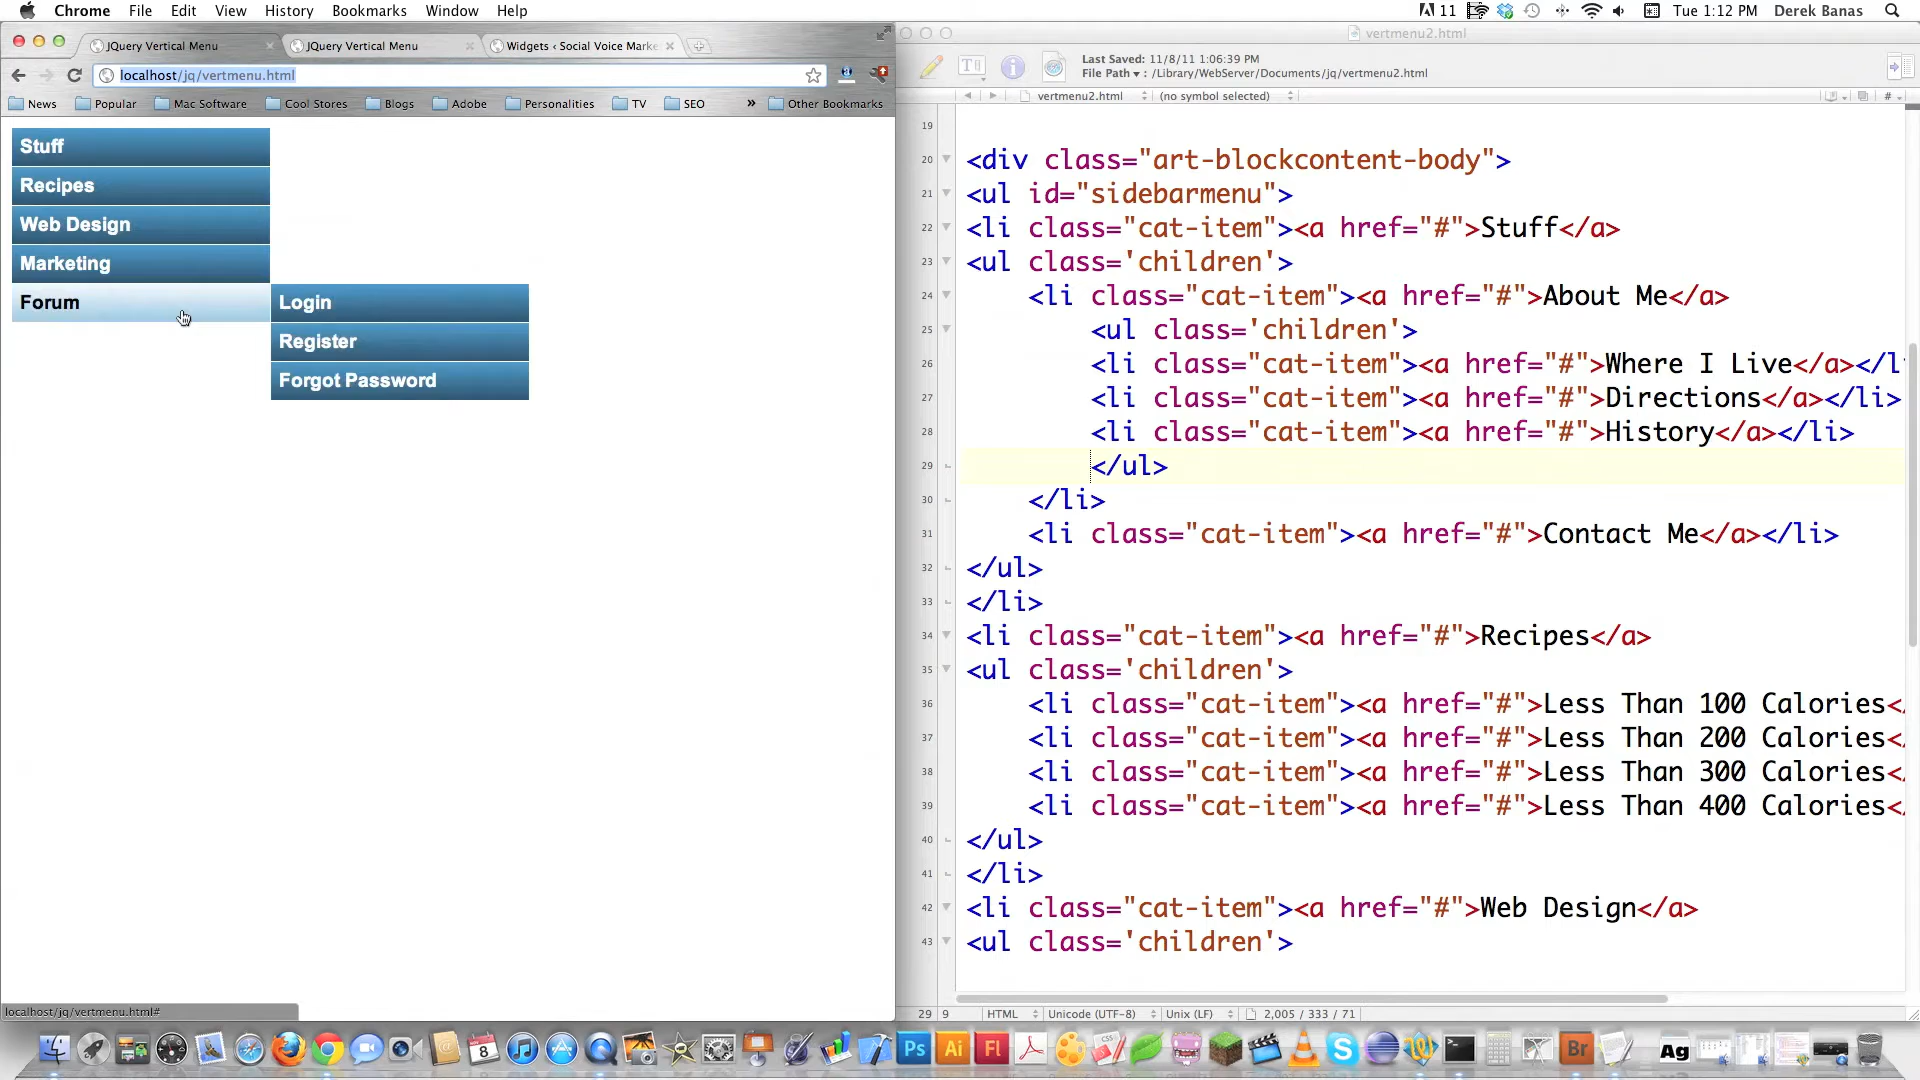 Chrome File Edit View History Bookmarks Window Help
11 Tue 1:12 PM Derek Banas
JQuery Vertical Menu
JQuery Vertical Menu
Widgets ‹ Social Voice Marke
localhost/jq/vertmenu.html
News Popular Mac Software Cool Stores Blogs Adobe Personalities TV SEO » Other Bookmarks
Stuff
Recipes
Web Design
Marketing
Forum
Login
Register
Forgot Password
localhost/jq/vertmenu.html#
vertmenu2.html
Last Saved: 11/8/11 1:06:39 PM
File Path ▾ : /Library/WebServer/Documents/jq/vertmenu2.html
vertmenu2.html (no symbol selected) #
19
20 <div class="art-blockcontent-body">
21 <ul id="sidebarmenu">
22 <li class="cat-item"><a href="#">Stuff</a>
23 <ul class='children'>
24 <li class="cat-item"><a href="#">About Me</a>
25 <ul class='children'>
26 <li class="cat-item"><a href="#">Where I Live</a></l
27 <li class="cat-item"><a href="#">Directions</a></li>
28 <li class="cat-item"><a href="#">History</a></li>
29 </ul>
30 </li>
31 <li class="cat-item"><a href="#">Contact Me</a></li>
32 </ul>
33 </li>
34 <li class="cat-item"><a href="#">Recipes</a>
35 <ul class='children'>
36 <li class="cat-item"><a href="#">Less Than 100 Calories<
37 <li class="cat-item"><a href="#">Less Than 200 Calories<
38 <li class="cat-item"><a href="#">Less Than 300 Calories<
39 <li class="cat-item"><a href="#">Less Than 400 Calories<
40 </ul>
41 </li>
42 <li class="cat-item"><a href="#">Web Design</a>
43 <ul class='children'>
29 9 HTML Unicode (UTF-8) Unix (LF) 2,005 / 333 / 71
8 Ps Ai Fl Br Ag